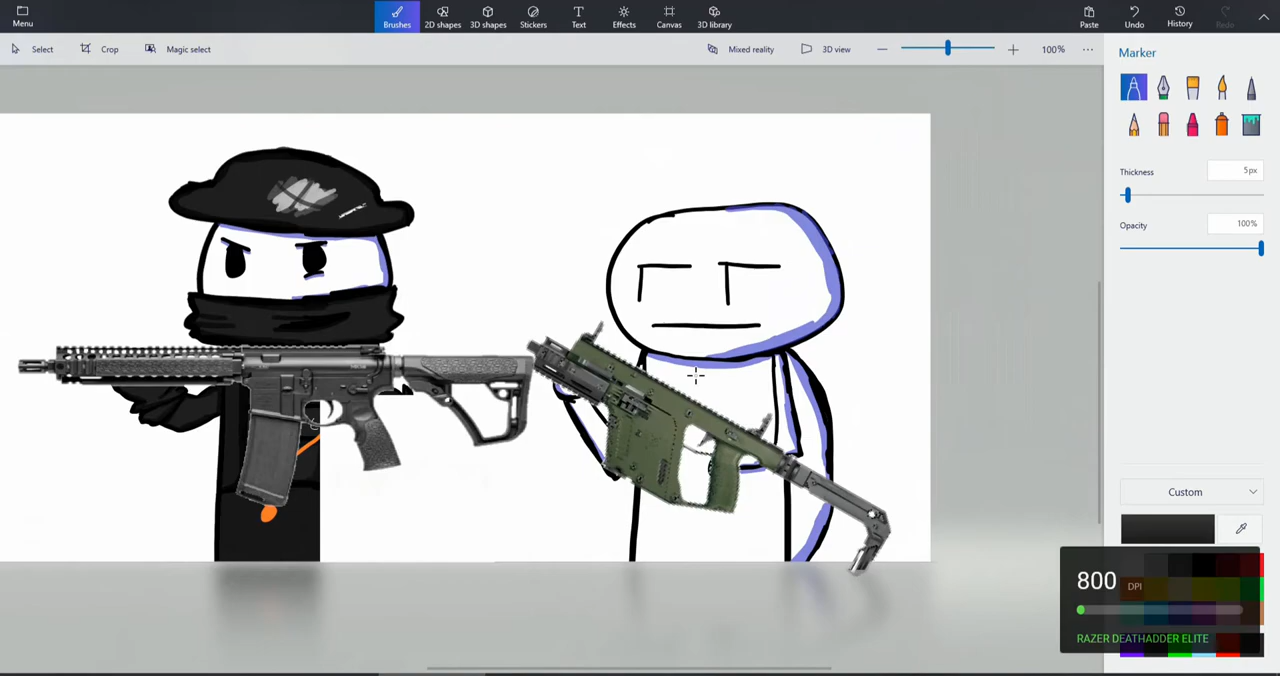 Menu
Brushes
2D shapes
3D shapes
Stickers
Text
Effects
Canvas
3D library
Paste
Undo
History
Redo
Select
Crop
Magic select
Mixed reality
3D view
100%
Marker
Thickness
5px
Opacity
100%
Custom
800 DPI
RAZER DEATHADDER ELITE